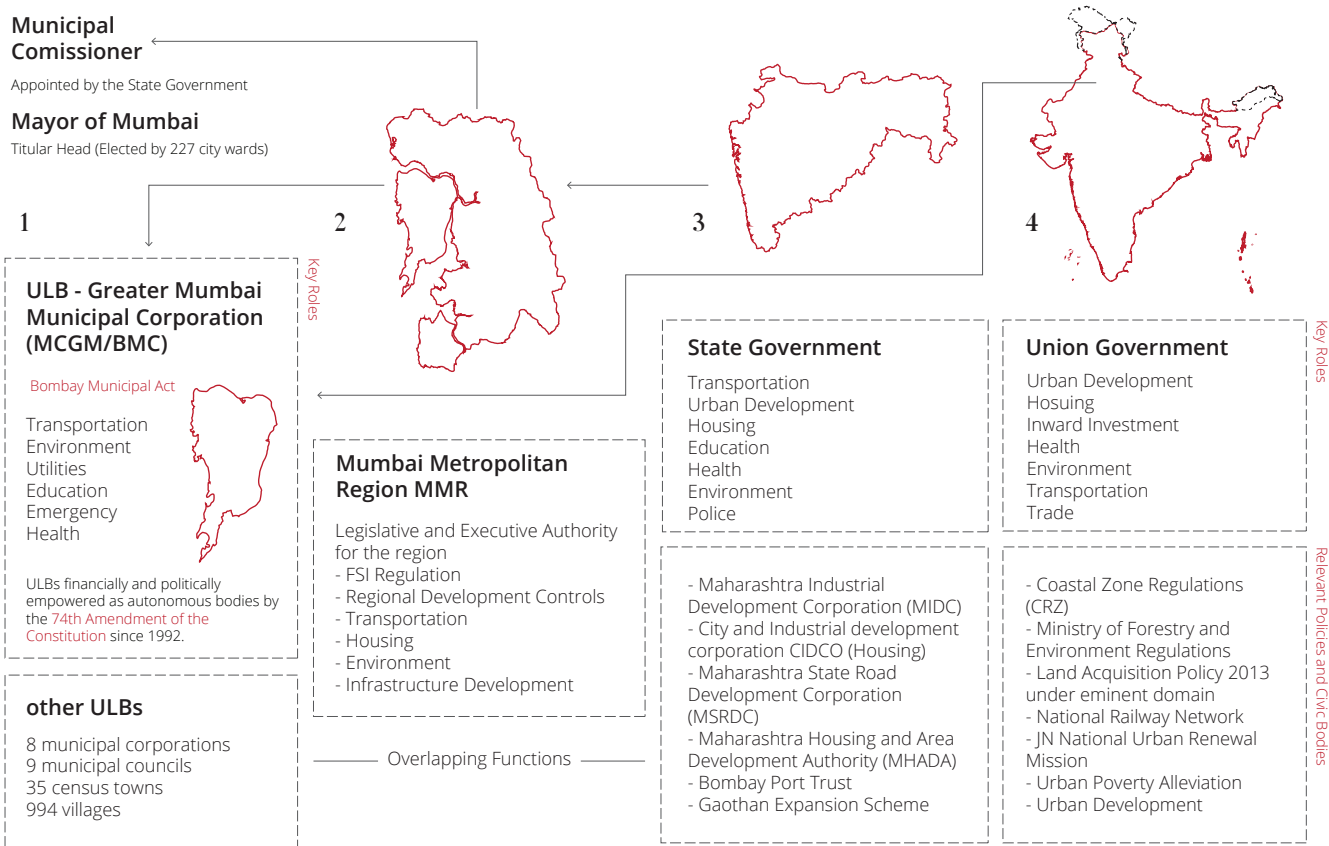 Municipal
Comissioner
Appointed by the State Government
Mayor of Mumbai
Titular Head (Elected by 227 city wards)
1
2
3
4
Key Roles
ULB - Greater Mumbai
Municipal Corporation
(MCGM/BMC)
Bombay Municipal Act
Transportation
Environment
Utilities
Education
Emergency
Health
ULBs financially and politically
empowered as autonomous bodies by
the 74th Amendment of the
Constitution since 1992.
other ULBs
8 municipal corporations
9 municipal councils
35 census towns
994 villages
Mumbai Metropolitan
Region MMR
Legislative and Executive Authority
for the region
- FSI Regulation
- Regional Development Controls
- Transportation
- Housing
- Environment
- Infrastructure Development
Overlapping Functions
State Government
Transportation
Urban Development
Housing
Education
Health
Environment
Police
- Maharashtra Industrial
Development Corporation (MIDC)
- City and Industrial development
corporation CIDCO (Housing)
- Maharashtra State Road
Development Corporation
(MSRDC)
- Maharashtra Housing and Area
Development Authority (MHADA)
- Bombay Port Trust
- Gaothan Expansion Scheme
Union Government
Urban Development
Hosuing
Inward Investment
Health
Environment
Transportation
Trade
Key Roles
- Coastal Zone Regulations
(CRZ)
- Ministry of Forestry and
Environment Regulations
- Land Acquisition Policy 2013
under eminent domain
- National Railway Network
- JN National Urban Renewal
Mission
- Urban Poverty Alleviation
- Urban Development
Relevant Policies and Civic Bodies